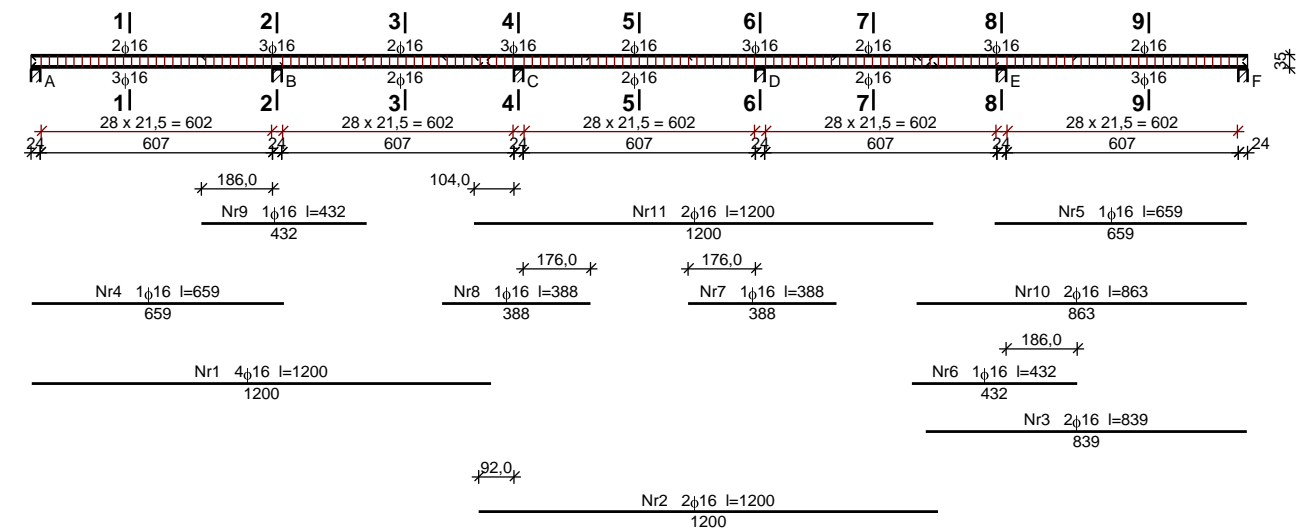 1 2 3 4 5 6 7 8 9
2ϕ16 3ϕ16 2ϕ16 3ϕ16 2ϕ16 3ϕ16 2ϕ16 3ϕ16 2ϕ16
35
A B C D E F
3ϕ16 2ϕ16 2ϕ16 2ϕ16 3ϕ16
1 2 3 4 5 6 7 8 9
28 x 21,5 = 602 28 x 21,5 = 602 28 x 21,5 = 602 28 x 21,5 = 602 28 x 21,5 = 602
24 607 24 607 24 607 24 607 24 607 24
186,0 104,0
Nr9 1ϕ16 l=432 Nr11 2ϕ16 l=1200 Nr5 1ϕ16 l=659
432 1200 659
176,0 176,0
Nr4 1ϕ16 l=659 Nr8 1ϕ16 l=388 Nr7 1ϕ16 l=388 Nr10 2ϕ16 l=863
659 388 388 863
186,0
Nr1 4ϕ16 l=1200 Nr6 1ϕ16 l=432
1200 432
Nr3 2ϕ16 l=839
839
92,0
Nr2 2ϕ16 l=1200
1200